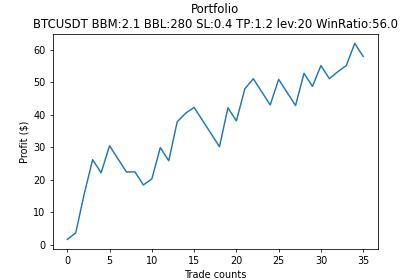 Portfolio
BTCUSDT BBM:2.1 BBL:280 SL:0.4 TP:1.2 lev:20 WinRatio:56.0
60
50
40
30
20
10
0
Profit ($)
0 5 10 15 20 25 30 35
Trade counts